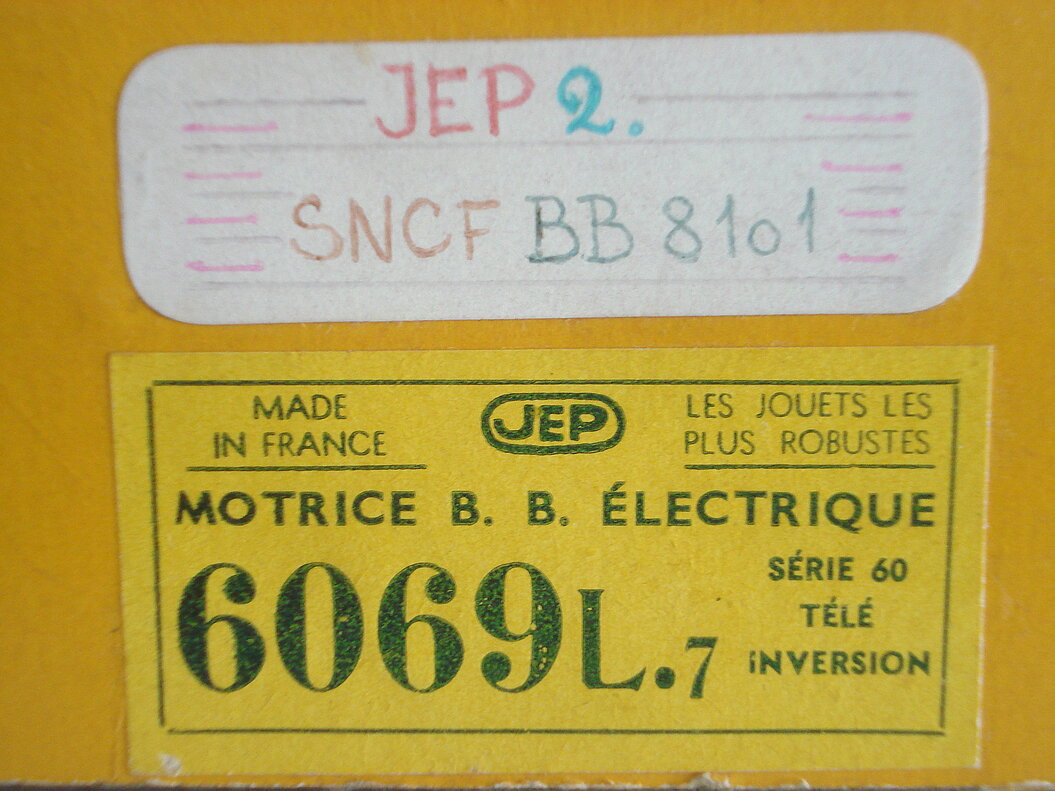 JEP 2.
SNCF BB 8101
MADE
IN FRANCE
JEP
LES JOUETS LES
PLUS ROBUSTES
MOTRICE B. B. ÉLECTRIQUE
6069L.7
SÉRIE 60
TÉLÉ
INVERSION